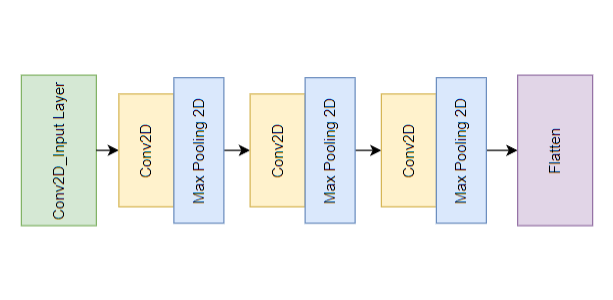 Conv2D_Input Layer
Conv2D
Max Pooling 2D
Conv2D
Max Pooling 2D
Conv2D
Max Pooling 2D
Flatten